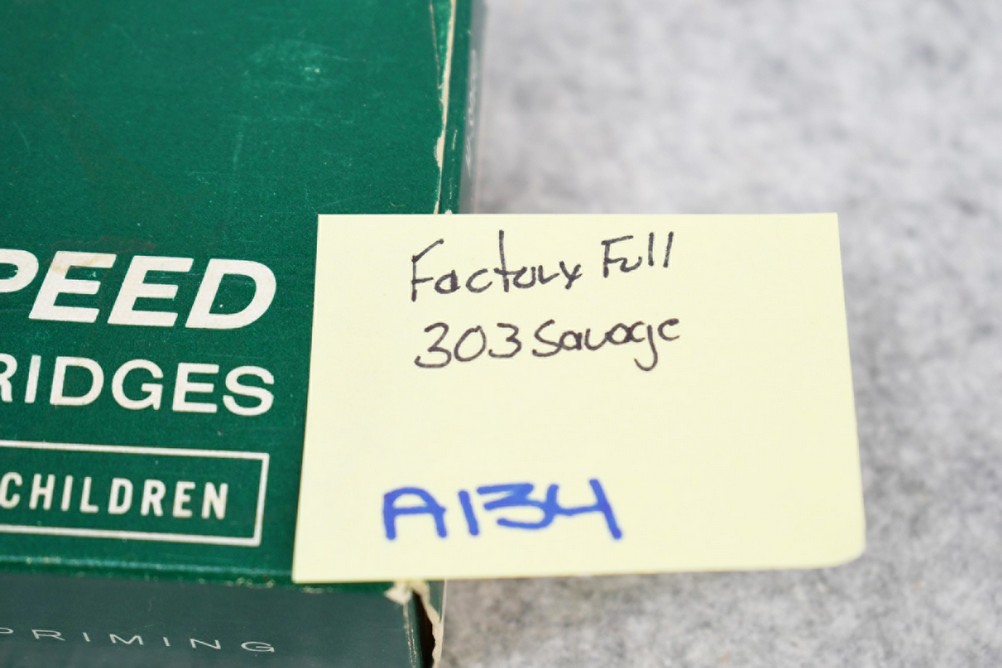 PEED
RIDGES
CHILDREN
PRIMING
Factory Full
303 Savage
A134